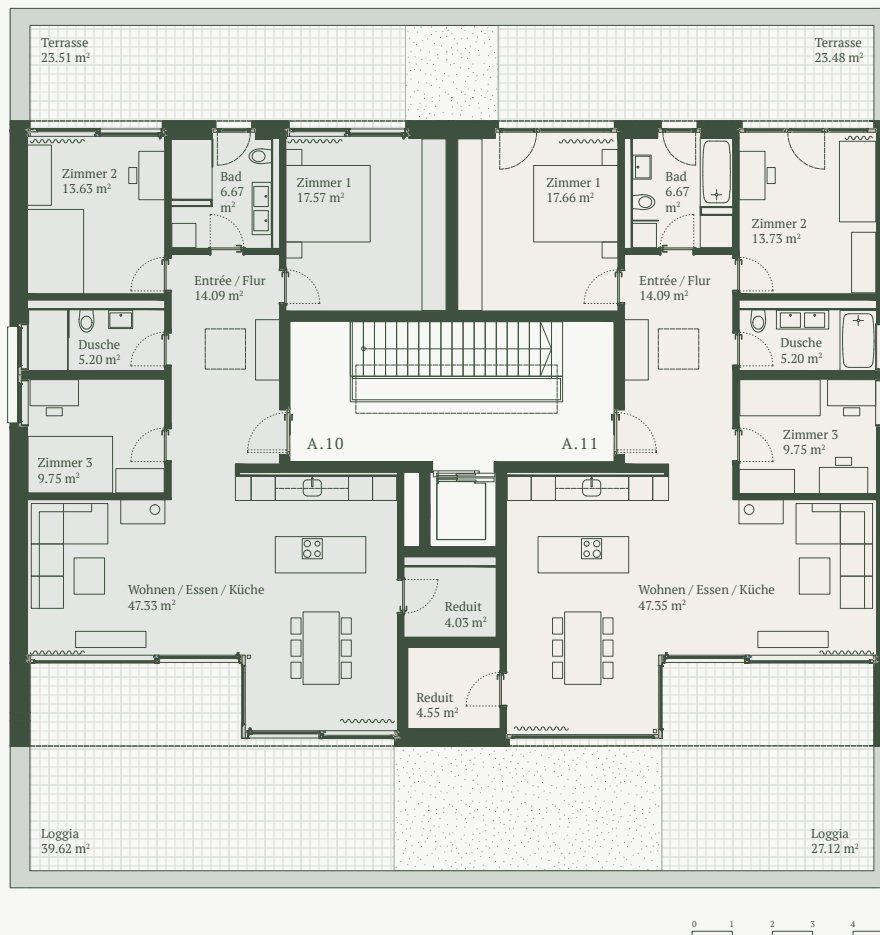 Terrasse
23.51 m²
Terrasse
23.48 m²
Zimmer 2
13.63 m²
Bad
6.67
m²
Zimmer 1
17.57 m²
Zimmer 1
17.66 m²
Bad
6.67
m²
Zimmer 2
13.73 m²
Entrée / Flur
14.09 m²
Entrée / Flur
14.09 m²
Dusche
5.20 m²
Dusche
5.20 m²
A.10
A.11
Zimmer 3
9.75 m²
Zimmer 3
9.75 m²
Wohnen / Essen / Küche
47.33 m²
Wohnen / Essen / Küche
47.35 m²
Reduit
4.03 m²
Reduit
4.55 m²
Loggia
39.62 m²
Loggia
27.12 m²
0 1 2 3 4